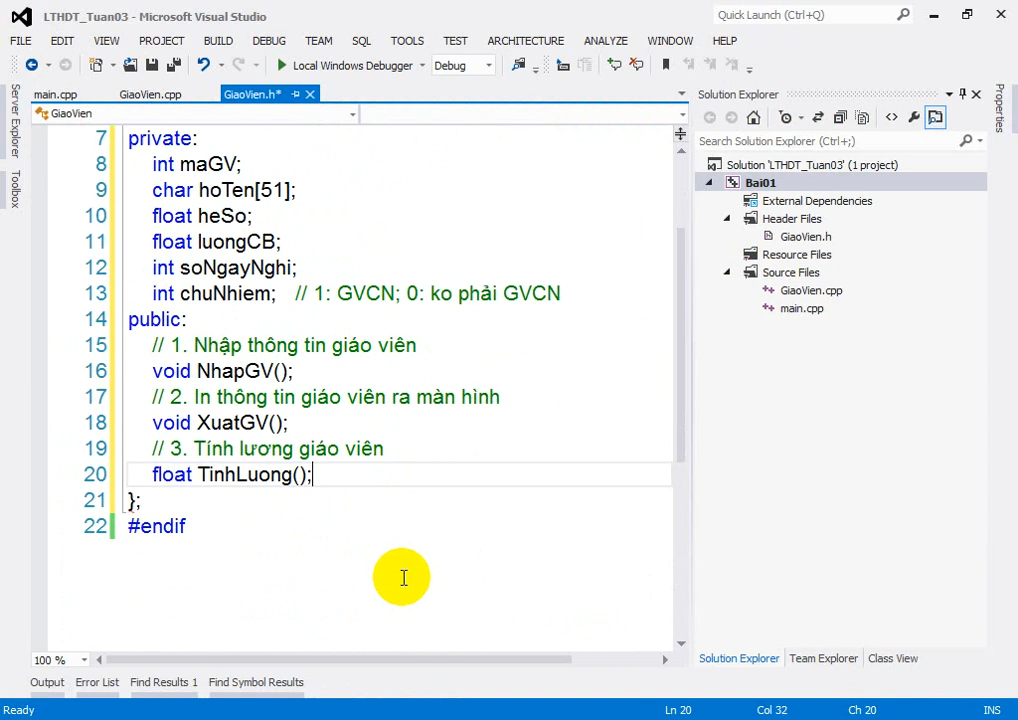 LTHDT_Tuan03 - Microsoft Visual Studio
Quick Launch (Ctrl+Q)
FILE EDIT VIEW PROJECT BUILD DEBUG TEAM SQL TOOLS TEST ARCHITECTURE ANALYZE WINDOW HELP
Local Windows Debugger Debug
main.cpp GiaoVien.cpp GiaoVien.h*
GiaoVien
Server Explorer
Toolbox
7 private:
8 int maGV;
9 char hoTen[51];
10 float heSo;
11 float luongCB;
12 int soNgayNghi;
13 int chuNhiem; // 1: GVCN; 0: ko phải GVCN
14 public:
15 // 1. Nhập thông tin giáo viên
16 void NhapGV();
17 // 2. In thông tin giáo viên ra màn hình
18 void XuatGV();
19 // 3. Tính lương giáo viên
20 float TinhLuong();
21 };
22 #endif
100 %
Solution Explorer
Search Solution Explorer (Ctrl+;)
Solution 'LTHDT_Tuan03' (1 project)
Bai01
External Dependencies
Header Files
GiaoVien.h
Resource Files
Source Files
GiaoVien.cpp
main.cpp
Properties
Solution Explorer Team Explorer Class View
Output Error List Find Results 1 Find Symbol Results
Ready Ln 20 Col 32 Ch 20 INS